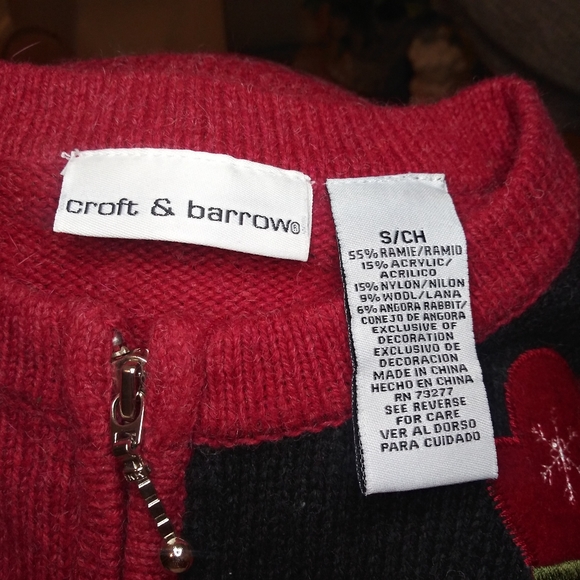 croft & barrow®
S/CH
55% RAMIE/RAMIO
15% ACRYLIC/
ACRILICO
15% NYLON/NILON
9% WOOL/LANA
6% ANGORA RABBIT/
CONEJO DE ANGORA
EXCLUSIVE OF
DECORATION
EXCLUSIVO DE
DECORACION
MADE IN CHINA
HECHO EN CHINA
RN 73277
SEE REVERSE
FOR CARE
VER AL DORSO
PARA CUIDADO